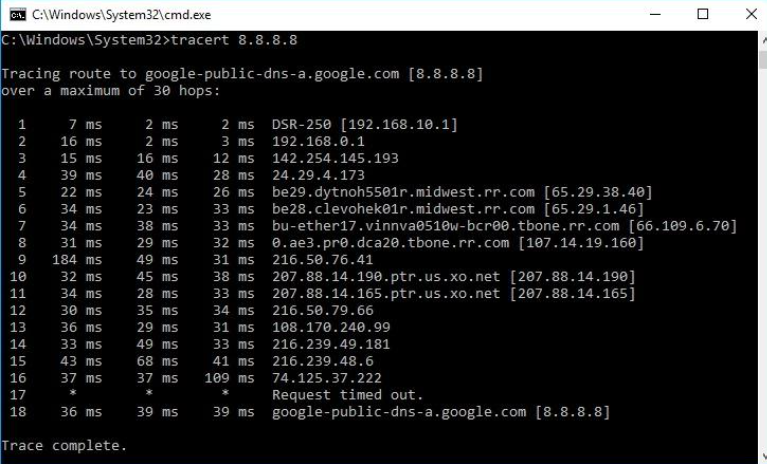 C:\Windows\System32\cmd.exe
C:\Windows\System32>tracert 8.8.8.8
Tracing route to google-public-dns-a.google.com [8.8.8.8]
over a maximum of 30 hops:
1 7 ms 2 ms 2 ms DSR-250 [192.168.10.1]
2 16 ms 2 ms 3 ms 192.168.0.1
3 15 ms 16 ms 12 ms 142.254.145.193
4 39 ms 40 ms 28 ms 24.29.4.173
5 22 ms 24 ms 26 ms be29.dytnoh5501r.midwest.rr.com [65.29.38.40]
6 34 ms 23 ms 33 ms be28.clevohek01r.midwest.rr.com [65.29.1.46]
7 34 ms 38 ms 33 ms bu-ether17.vinnva0510w-bcr00.tbone.rr.com [66.109.6.70]
8 31 ms 29 ms 32 ms 0.ae3.pr0.dca20.tbone.rr.com [107.14.19.160]
9 184 ms 49 ms 31 ms 216.50.76.41
10 32 ms 45 ms 38 ms 207.88.14.190.ptr.us.xo.net [207.88.14.190]
11 34 ms 28 ms 33 ms 207.88.14.165.ptr.us.xo.net [207.88.14.165]
12 30 ms 35 ms 34 ms 216.50.79.66
13 36 ms 29 ms 31 ms 108.170.240.99
14 33 ms 49 ms 33 ms 216.239.49.181
15 43 ms 68 ms 41 ms 216.239.48.6
16 37 ms 37 ms 109 ms 74.125.37.222
17 * * * Request timed out.
18 36 ms 39 ms 39 ms google-public-dns-a.google.com [8.8.8.8]
Trace complete.